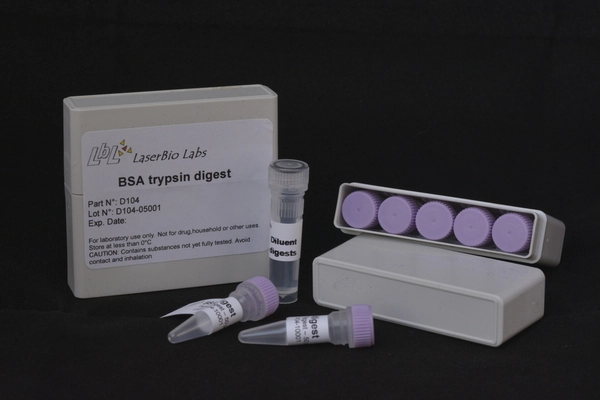 LbL LaserBio Labs
BSA trypsin digest
Part N°: D104
Lot N°: D104-05001
Exp. Date:
For laboratory use only. Not for drug,household or other uses.
Store at less than 0°C
CAUTION: Contains substances not yet fully tested. Avoid
contact and inhalation
Diluent
digests
digest
digest